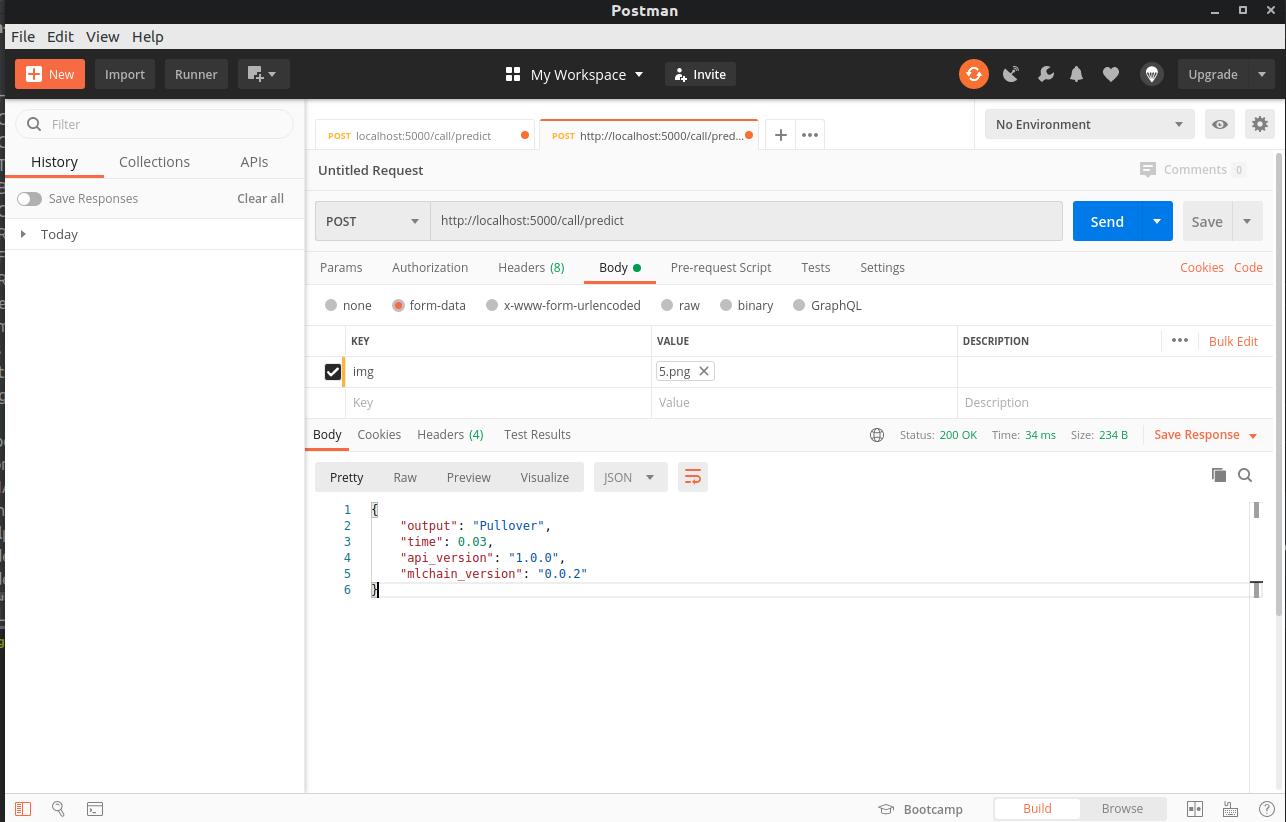 Postman
File Edit View Help
New Import Runner My Workspace Invite Upgrade
Filter
History Collections APIs
Save Responses Clear all
Today
POST localhost:5000/call/predict POST http://localhost:5000/call/pred... No Environment
Untitled Request Comments 0
POST http://localhost:5000/call/predict Send Save
Params Authorization Headers (8) Body Pre-request Script Tests Settings Cookies Code
none form-data x-www-form-urlencoded raw binary GraphQL
KEY VALUE DESCRIPTION Bulk Edit
img 5.png
Key Value Description
Body Cookies Headers (4) Test Results Status: 200 OK Time: 34 ms Size: 234 B Save Response
Pretty Raw Preview Visualize JSON
1 {
2 "output": "Pullover",
3 "time": 0.03,
4 "api_version": "1.0.0",
5 "mlchain_version": "0.0.2"
6 }
Bootcamp Build Browse